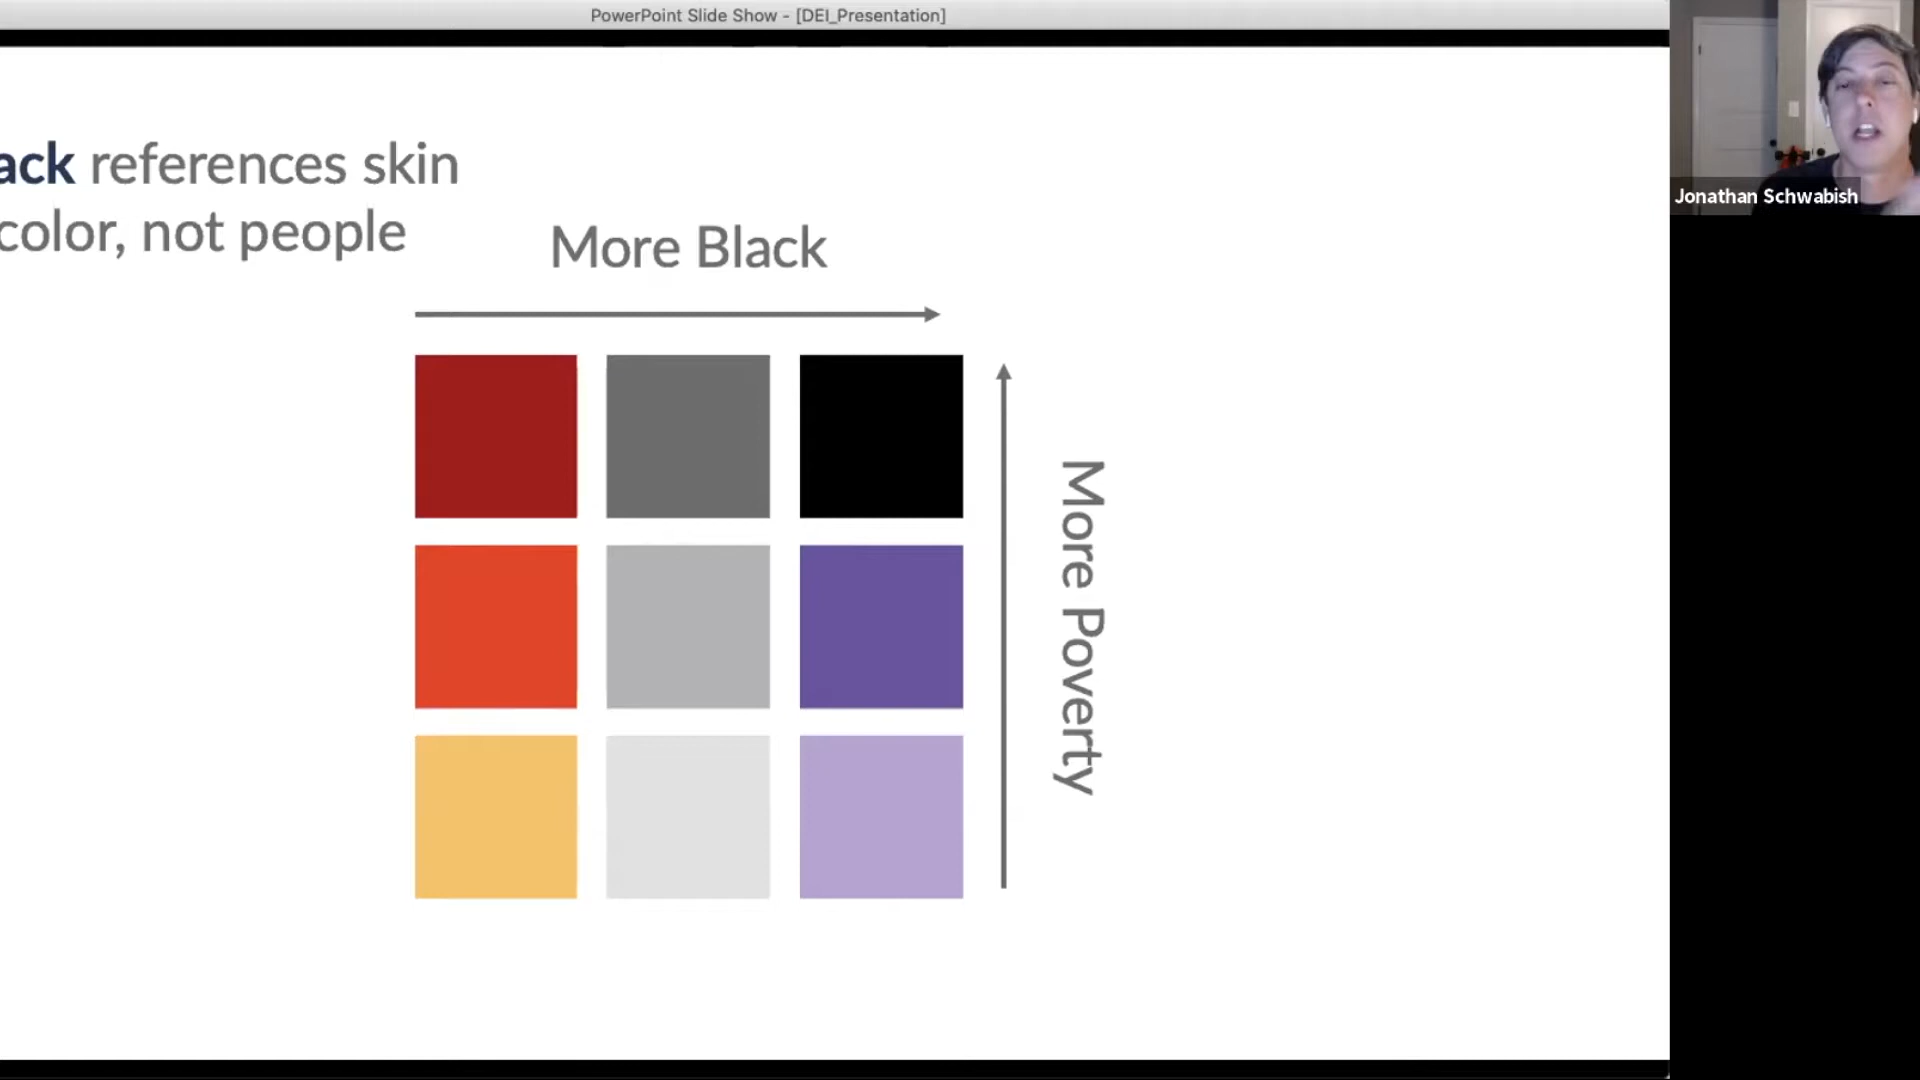 PowerPoint Slide Show - [DEI_Presentation]
ack references skin
color, not people
More Black
More Poverty
Jonathan Schwabish